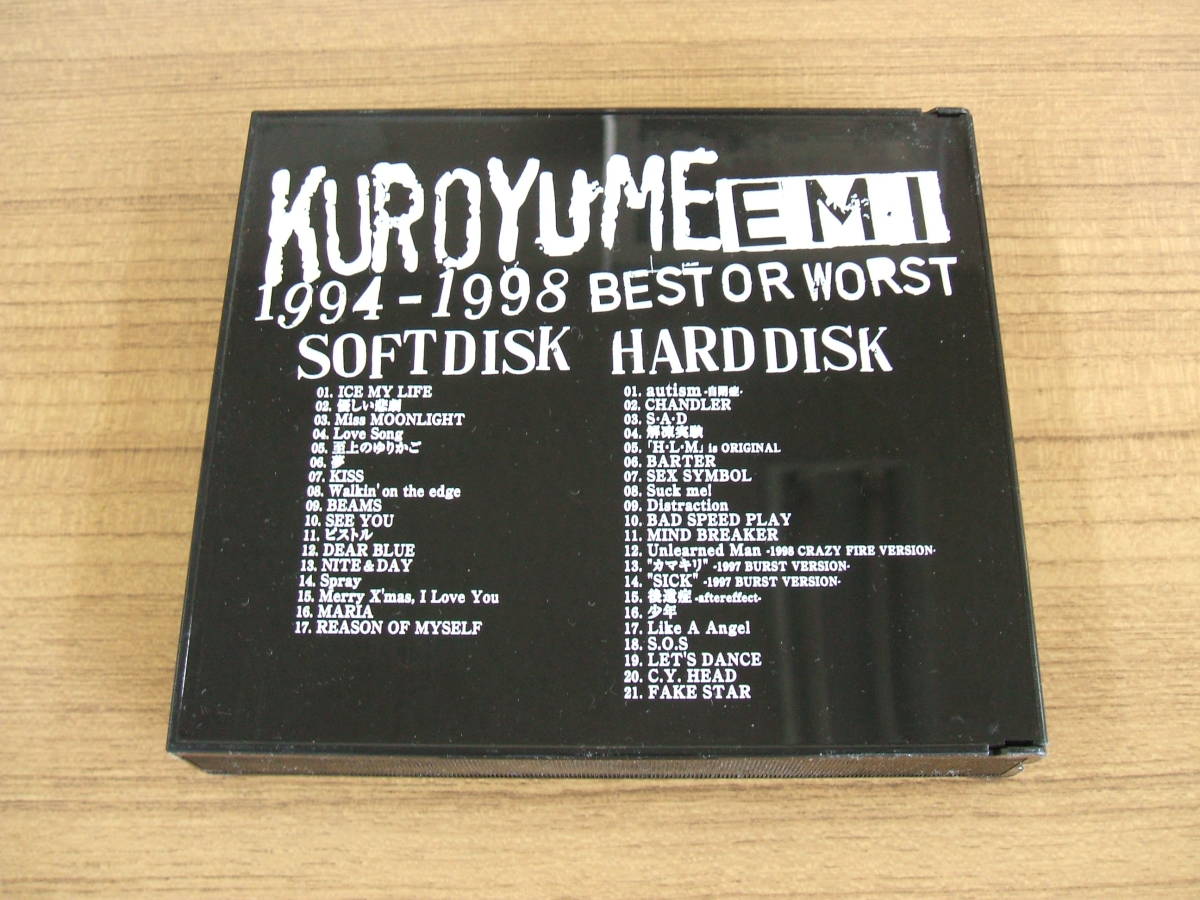 KUROYUME EMI
1994-1998 BEST OR WORST
SOFT DISK
01. ICE MY LIFE
02. 優しい悲劇
03. Miss MOONLIGHT
04. Love Song
05. 至上のゆりかご
06. 夢
07. KISS
08. Walkin' on the edge
09. BEAMS
10. SEE YOU
11. ピストル
12. DEAR BLUE
13. NITE & DAY
14. Spray
15. Merry X'mas, I Love You
16. MARIA
17. REASON OF MYSELF
HARD DISK
01. autism -自閉症-
02. CHANDLER
03. S·A·D
04. 解凍実験
05. 「H·L·M」 is ORIGINAL
06. BARTER
07. SEX SYMBOL
08. Suck me!
09. Distraction
10. BAD SPEED PLAY
11. MIND BREAKER
12. Unlearned Man -1998 CRAZY FIRE VERSION-
13. "カマキリ" -1997 BURST VERSION-
14. "SICK" -1997 BURST VERSION-
15. 後遺症 -aftereffect-
16. 少年
17. Like A Angel
18. S.O.S
19. LET'S DANCE
20. C.Y. HEAD
21. FAKE STAR